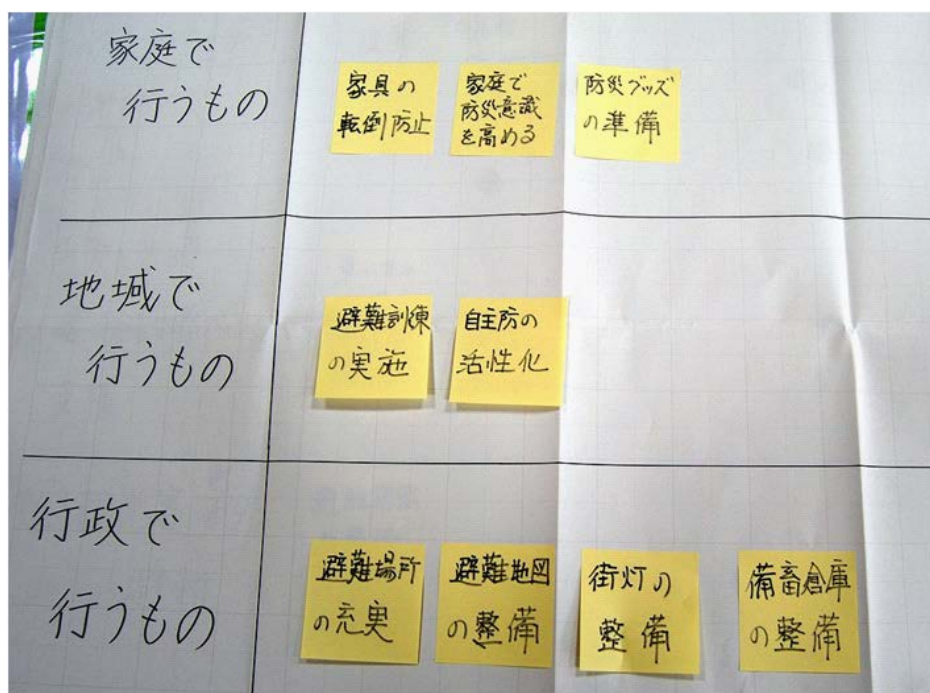 家庭で
行うもの
家具の
転倒防止
家庭で
防災意識
を高める
防災グッズ
の準備
地域で
行うもの
避難訓練
の実施
自主防の
活性化
行政で
行うもの
避難場所
の充実
避難地図
の整備
街灯の
整備
備蓄倉庫
の整備